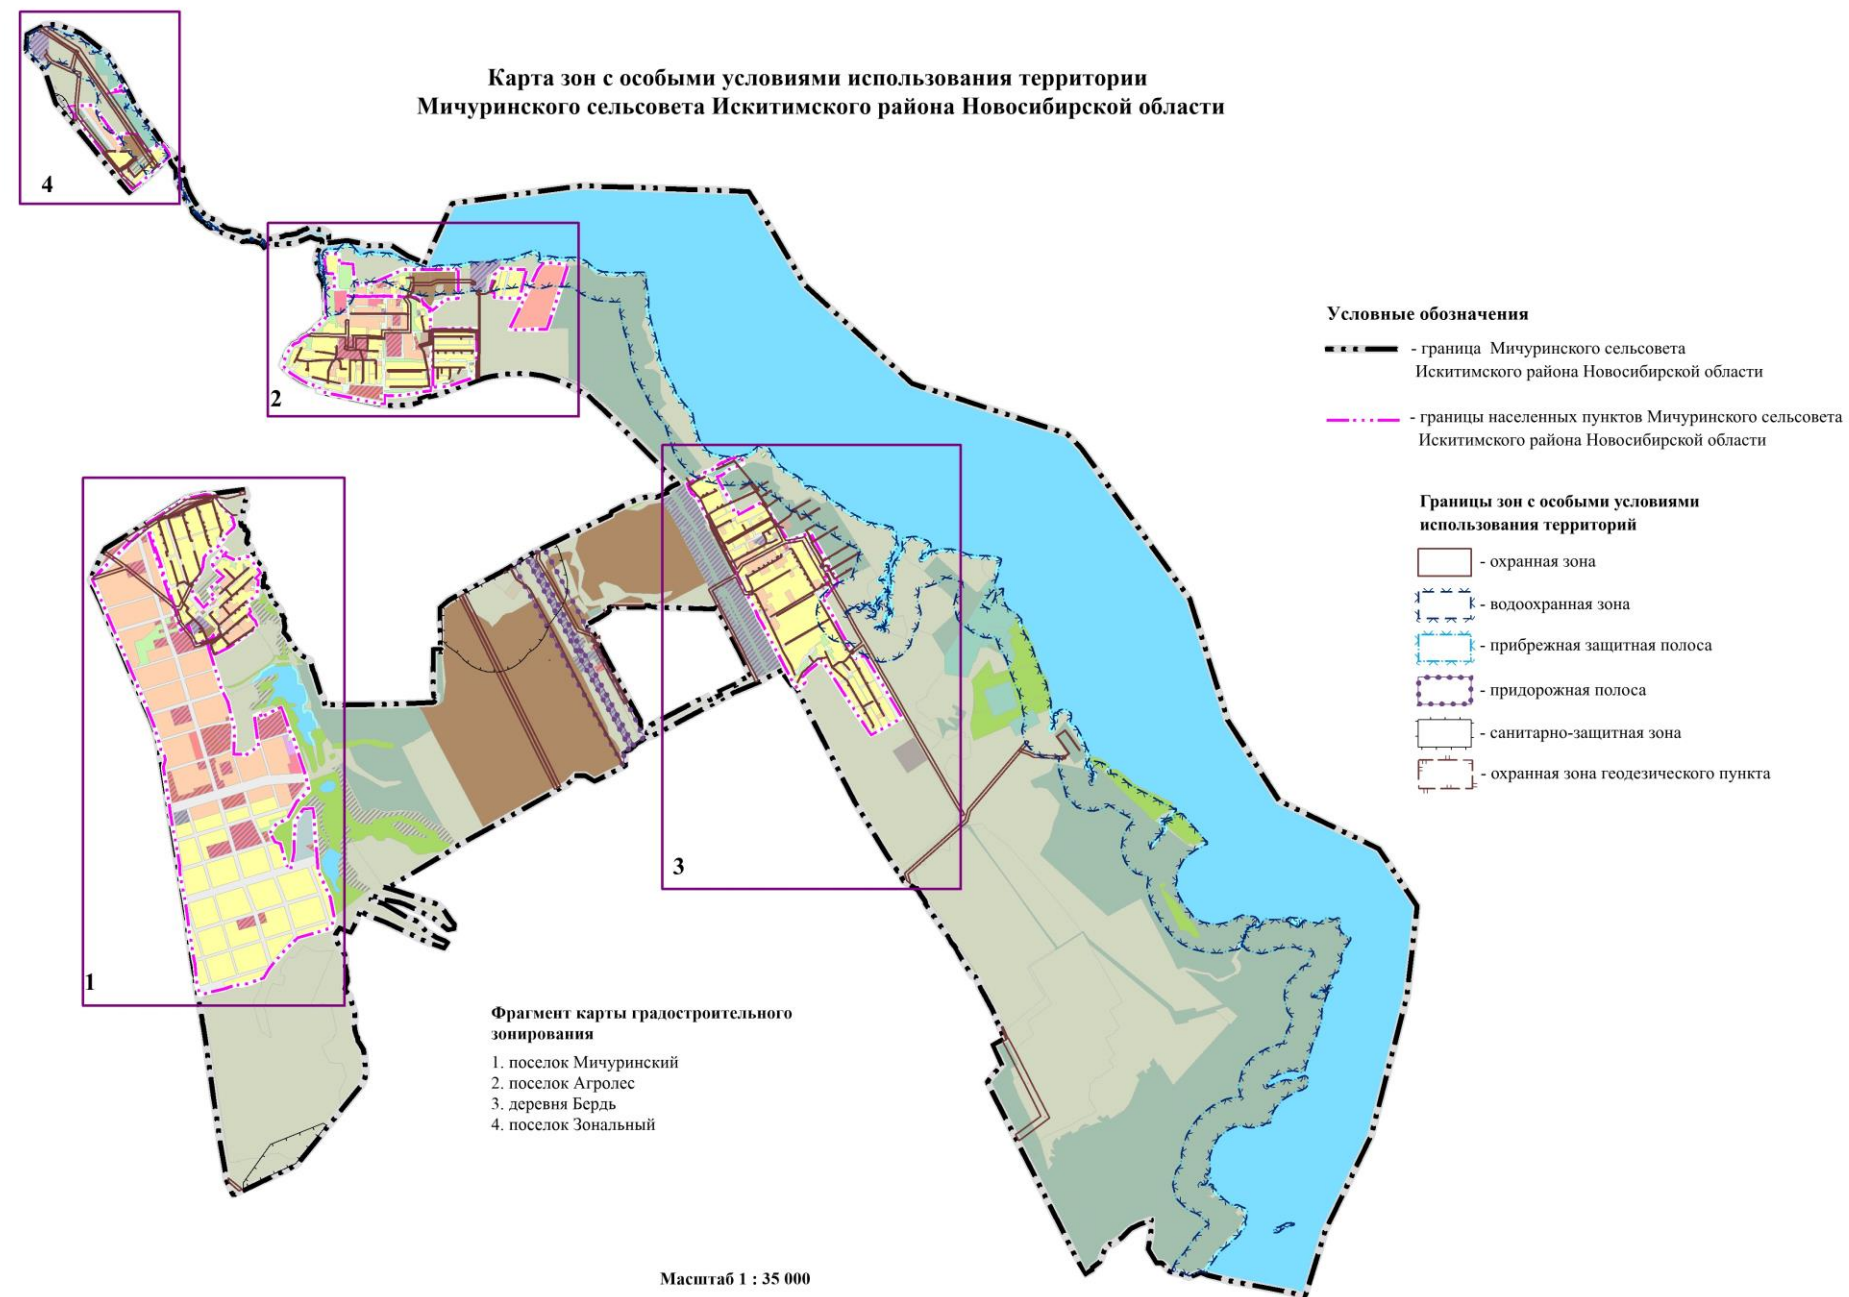 Карта зон с особыми условиями использования территории
Мичуринского сельсовета Искитимского района Новосибирской области
4
2
3
1
Условные обозначения
- граница Мичуринского сельсовета
Искитимского района Новосибирской области
- границы населенных пунктов Мичуринского сельсовета
Искитимского района Новосибирской области
Границы зон с особыми условиями
использования территорий
- охранная зона
- водоохранная зона
- прибрежная защитная полоса
- придорожная полоса
- санитарно-защитная зона
- охранная зона геодезического пункта
Фрагмент карты градостроительного
зонирования
1. поселок Мичуринский
2. поселок Агролес
3. деревня Бердь
4. поселок Зональный
Масштаб 1 : 35 000